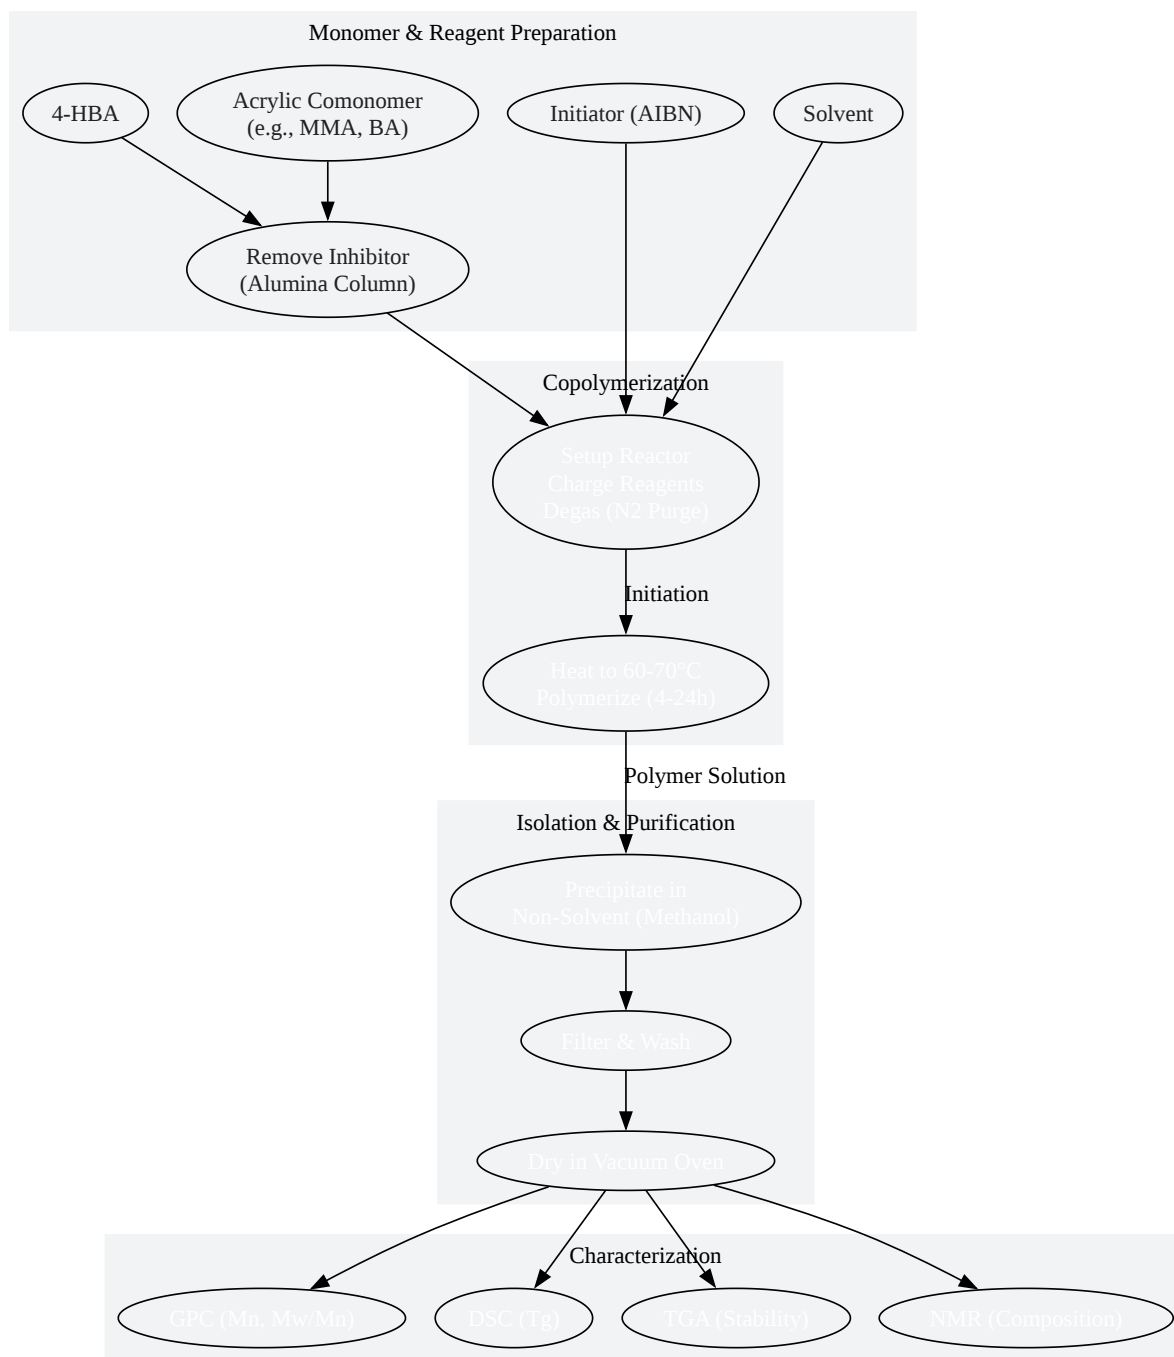 Monomer & Reagent Preparation
4-HBA
Acrylic Comonomer
(e.g., MMA, BA)
Initiator (AIBN)
Solvent
Remove Inhibitor
(Alumina Column)
Copolymerization
Setup Reactor
Charge Reagents
Degas (N2 Purge)
Initiation
Heat to 60-70°C
Polymerize (4-24h)
Polymer Solution
Isolation & Purification
Precipitate in
Non-Solvent (Methanol)
Filter & Wash
Dry in Vacuum Oven
Characterization
GPC (Mn, Mw/Mn)
DSC (Tg)
TGA (Stability)
NMR (Composition)